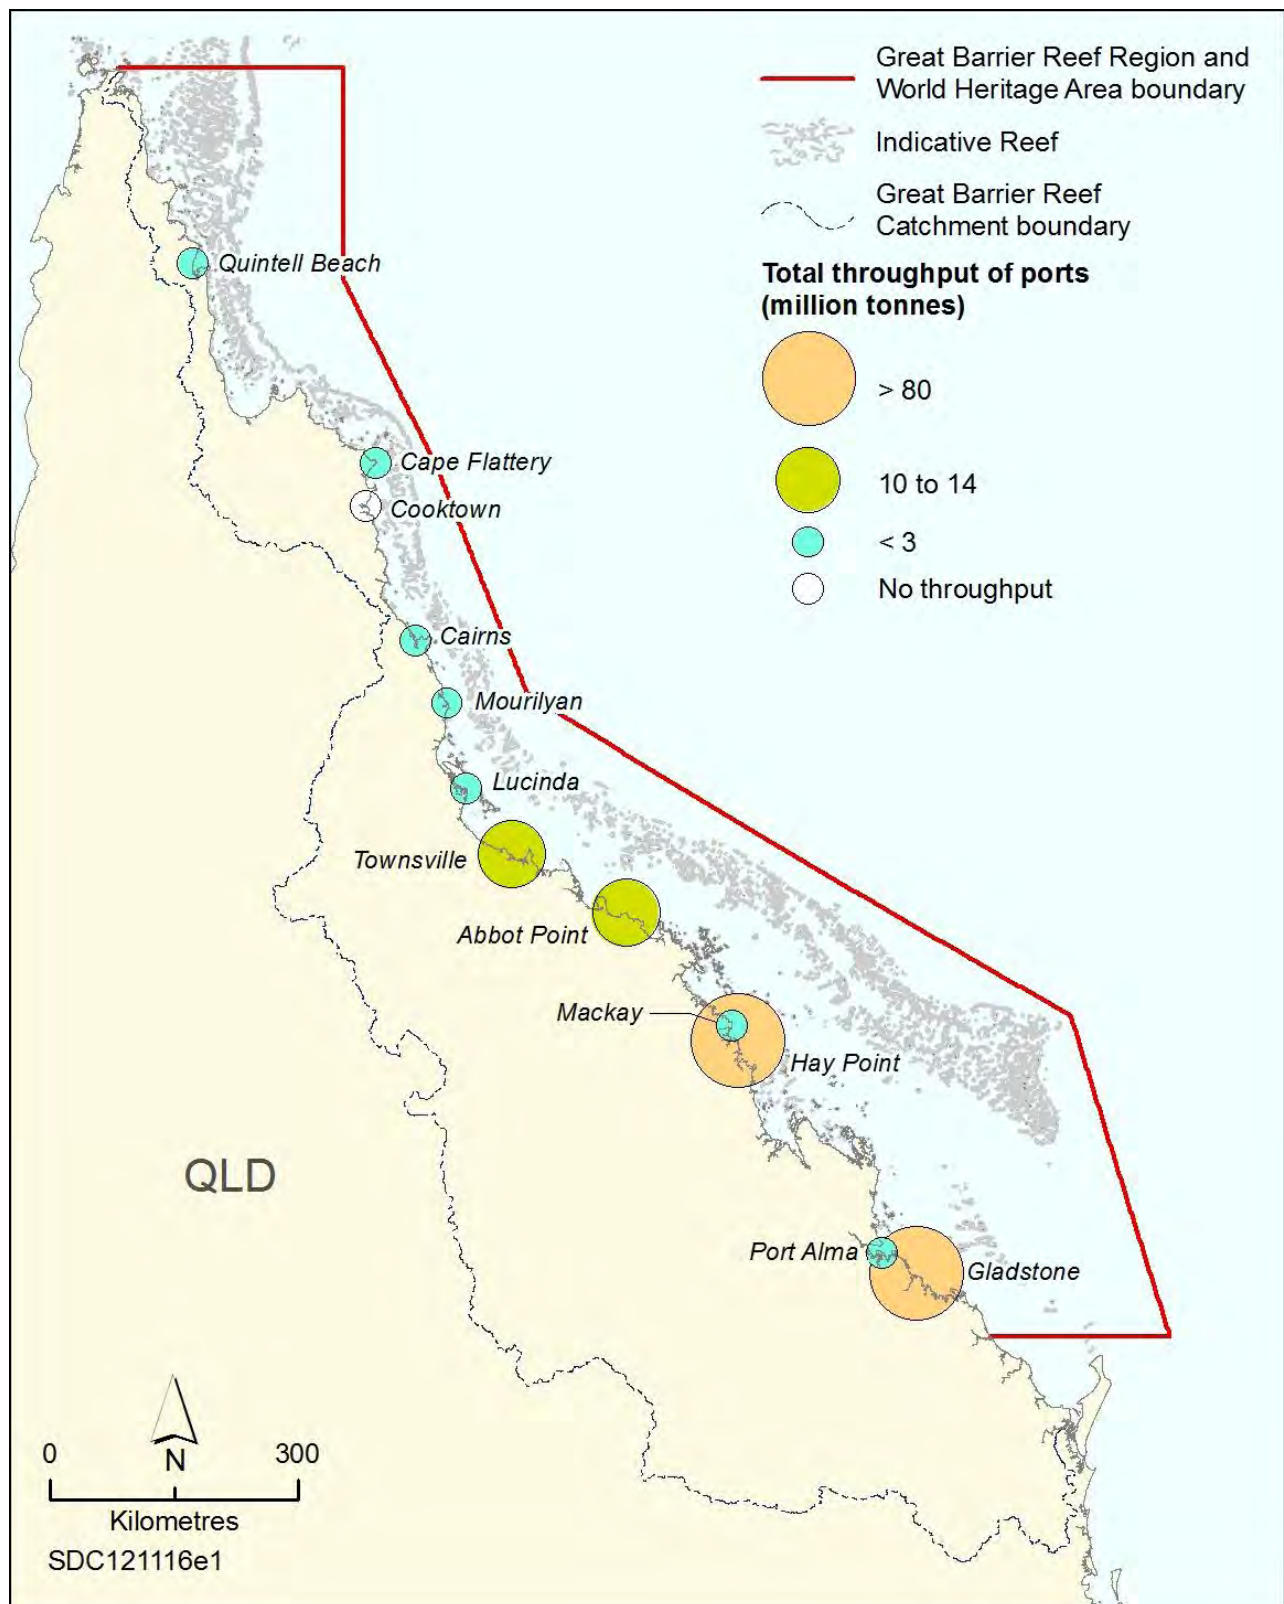 Great Barrier Reef Region and
World Heritage Area boundary
Indicative Reef
Great Barrier Reef
Catchment boundary
Total throughput of ports
(million tonnes)
> 80
10 to 14
< 3
No throughput
Quintell Beach
Cape Flattery
Cooktown
Cairns
Mourilyan
Lucinda
Townsville
Abbot Point
Mackay
Hay Point
QLD
Port Alma
Gladstone
0 300
N
Kilometres
SDC121116e1